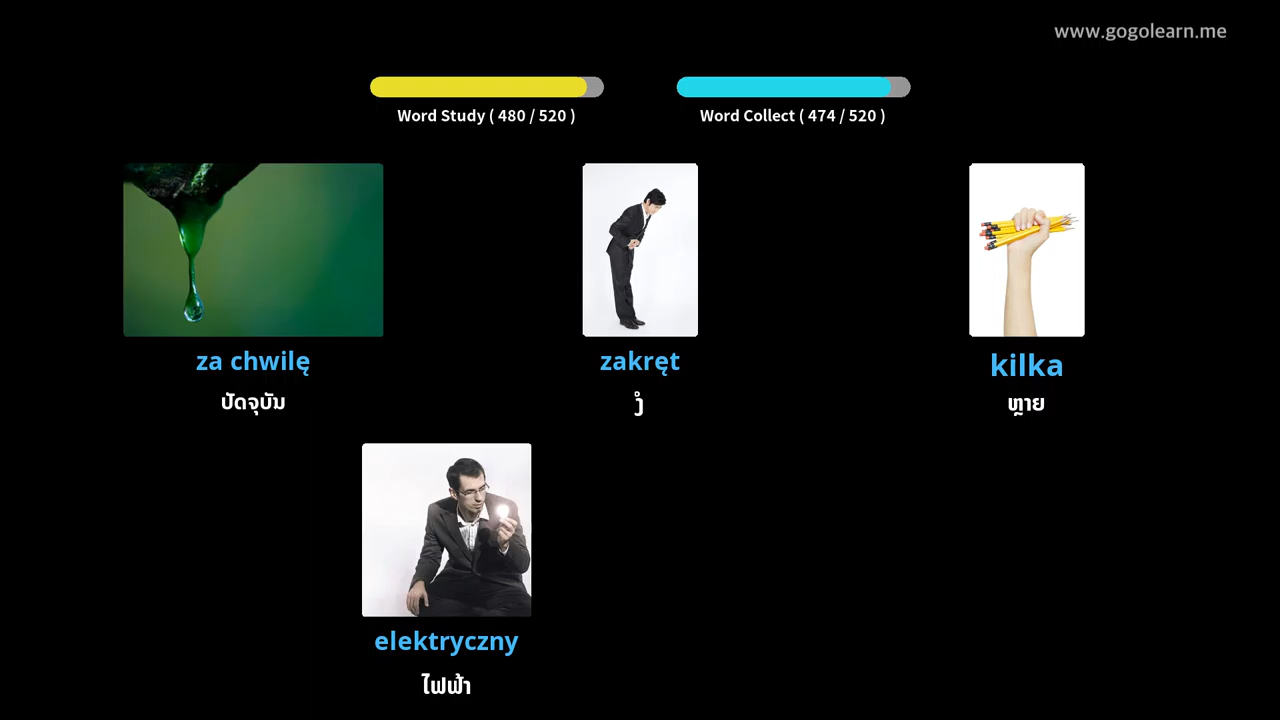 www.gogolearn.me
Word Study ( 480 / 520 )
Word Collect ( 474 / 520 )
za chwilę
ປັດຈຸບັນ
zakręt
ງໍ
kilka
ຫຼາຍ
elektryczny
ໄຟຟ້າ